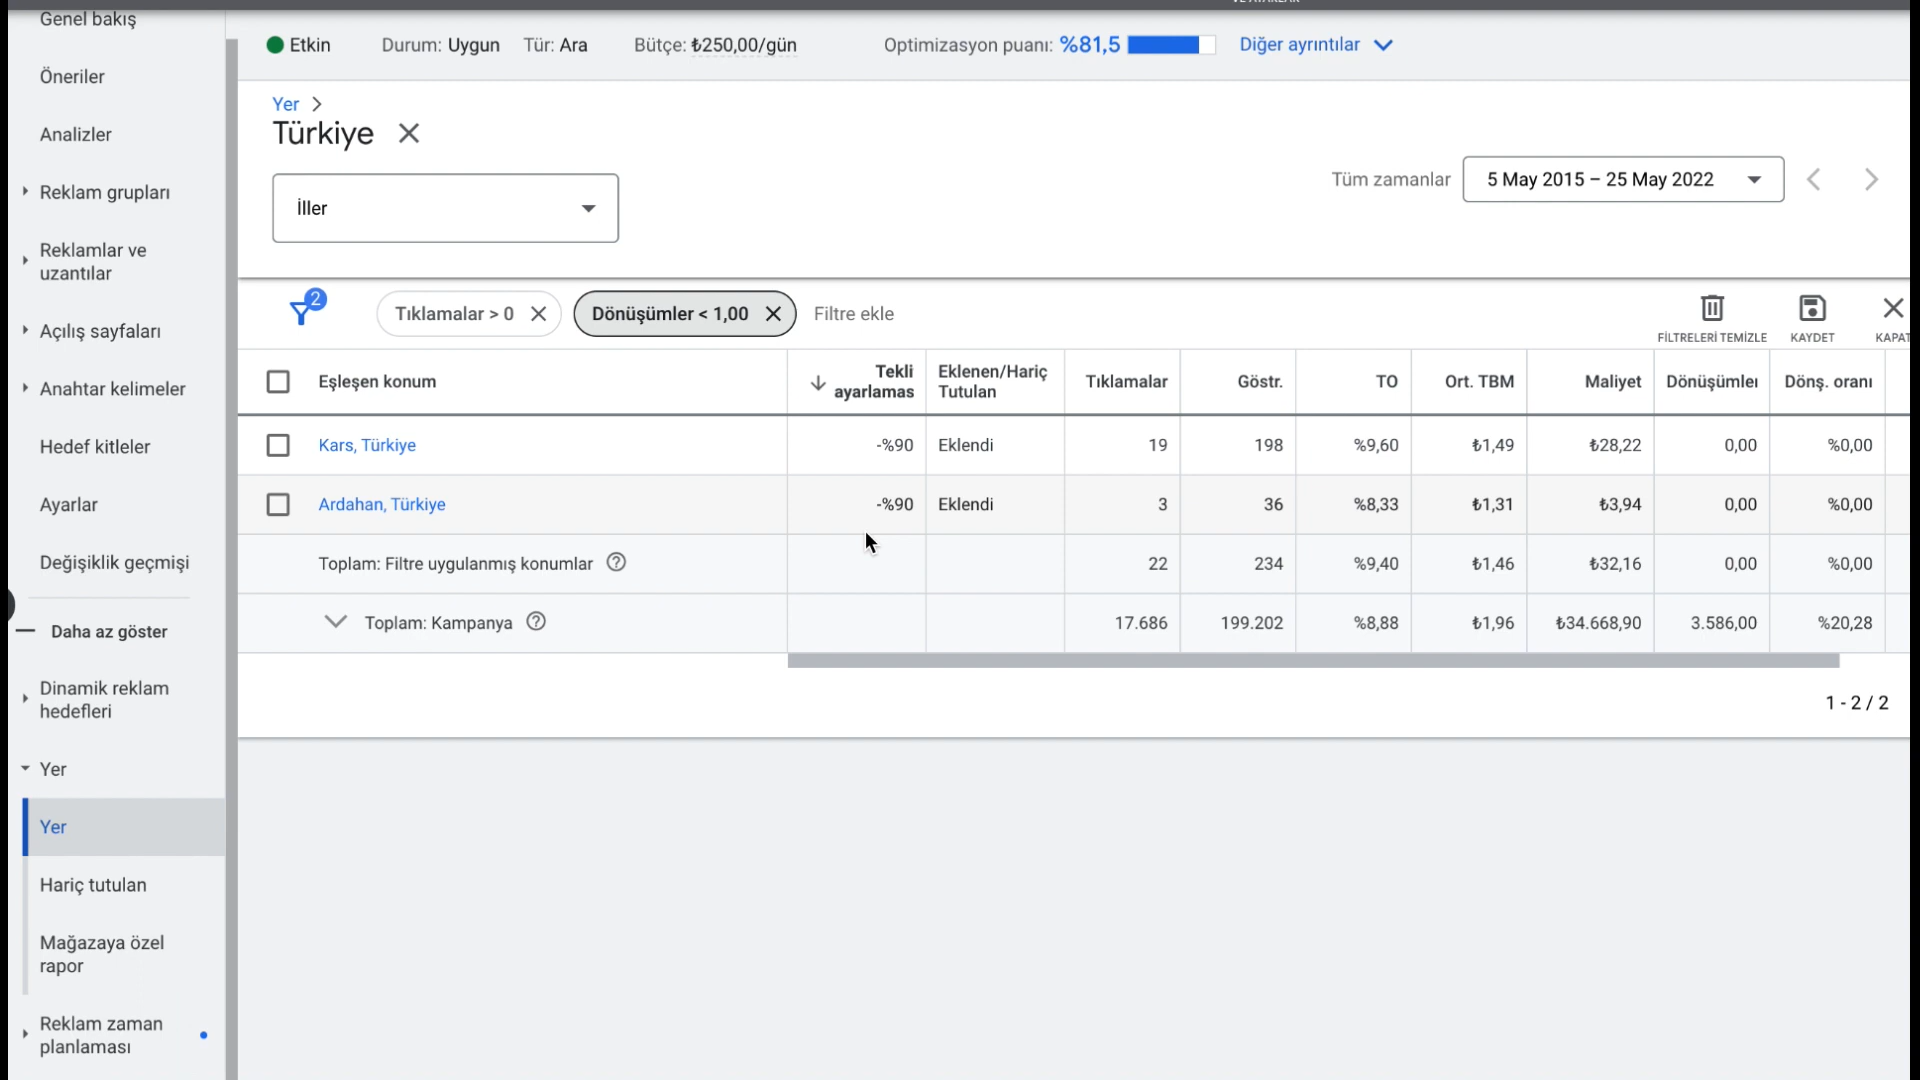 Genel bakış
Öneriler
Analizler
Reklam grupları
Reklamlar ve
uzantılar
Açılış sayfaları
Anahtar kelimeler
Hedef kitleler
Ayarlar
Değişiklik geçmişi
Daha az göster
Dinamik reklam
hedefleri
Yer
Yer
Hariç tutulan
Mağazaya özel
rapor
Reklam zaman
planlaması
Etkin Durum: Uygun Tür: Ara Bütçe: ₺250,00/gün Optimizasyon puanı: %81,5 Diğer ayrıntılar
Yer
Türkiye
İller
Tüm zamanlar 5 May 2015 – 25 May 2022
2 Tıklamalar > 0 Dönüşümler < 1,00 Filtre ekle
FİLTRELERİ TEMİZLE KAYDET KAPAT
Eşleşen konum Tekli ayarlamas Eklenen/Hariç Tutulan Tıklamalar Göstr. TO Ort. TBM Maliyet Dönüşümler Dönş. oranı
Kars, Türkiye -%90 Eklendi 19 198 %9,60 ₺1,49 ₺28,22 0,00 %0,00
Ardahan, Türkiye -%90 Eklendi 3 36 %8,33 ₺1,31 ₺3,94 0,00 %0,00
Toplam: Filtre uygulanmış konumlar 22 234 %9,40 ₺1,46 ₺32,16 0,00 %0,00
Toplam: Kampanya 17.686 199.202 %8,88 ₺1,96 ₺34.668,90 3.586,00 %20,28
1 - 2 / 2